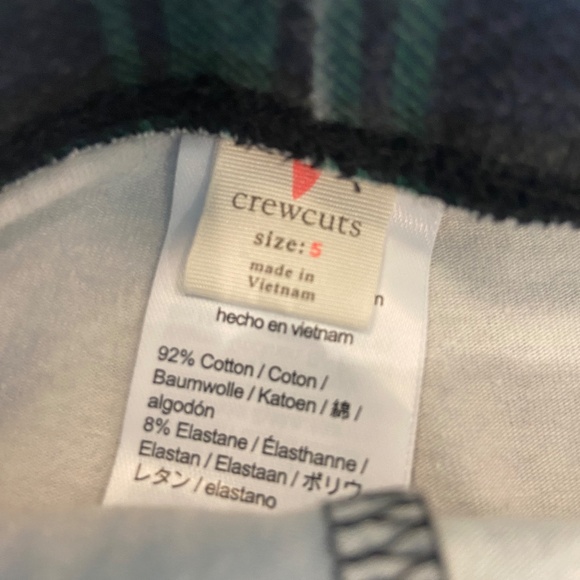 crewcuts
size: 5
made in
Vietnam
n
hecho en vietnam
92% Cotton / Coton /
Baumwolle / Katoen / 綿 /
algodón
8% Elastane / Élasthanne /
Elastan / Elastaan / ポリウ
レタン / elastano